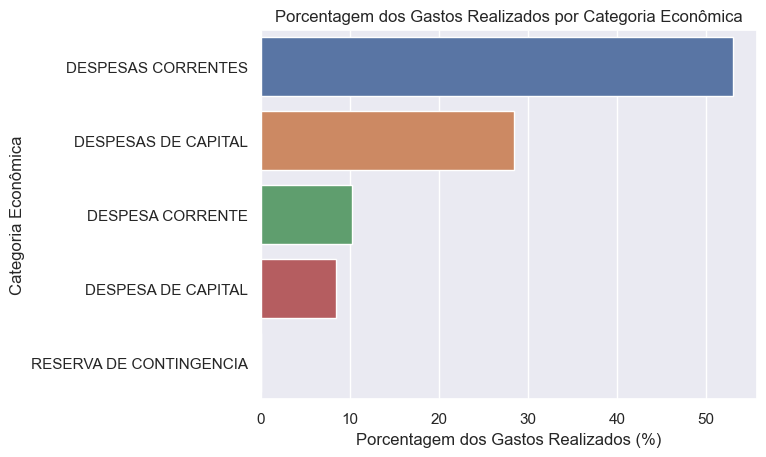 Porcentagem dos Gastos Realizados por Categoria Econômica
Categoria Econômica
DESPESAS CORRENTES
DESPESAS DE CAPITAL
DESPESA CORRENTE
DESPESA DE CAPITAL
RESERVA DE CONTINGENCIA
0 10 20 30 40 50
Porcentagem dos Gastos Realizados (%)